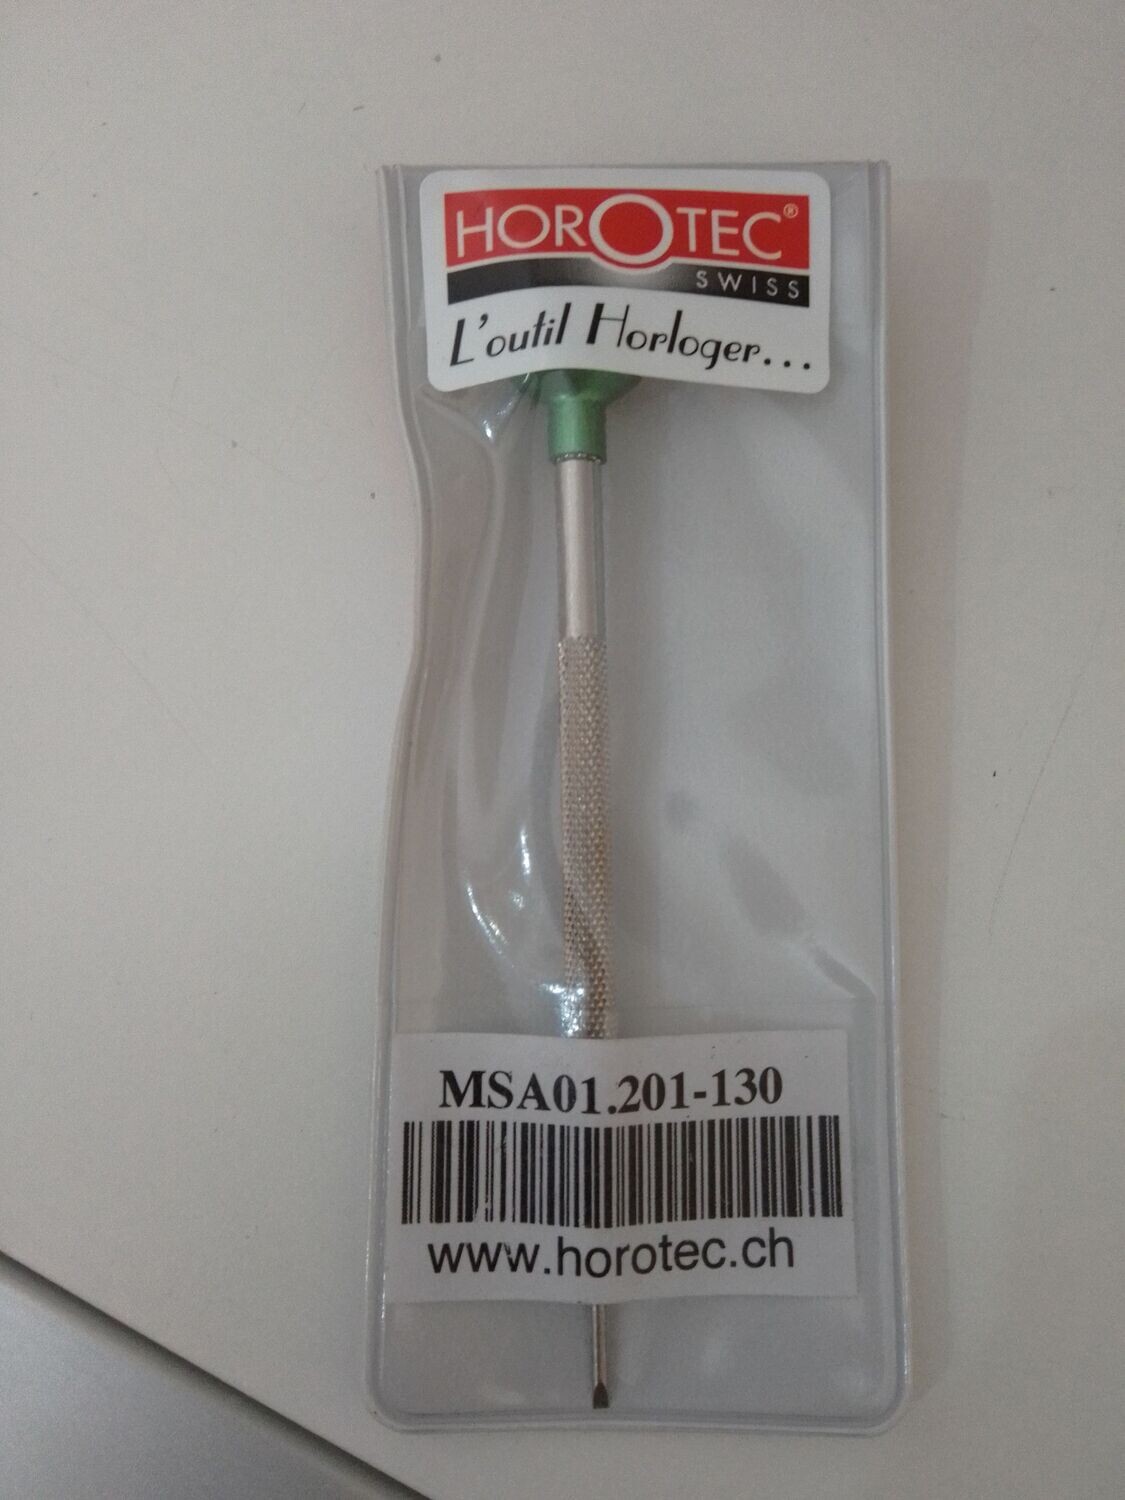 HOROTEC®
SWISS
L'outil Horloger...
MSA01.201-130
www.horotec.ch